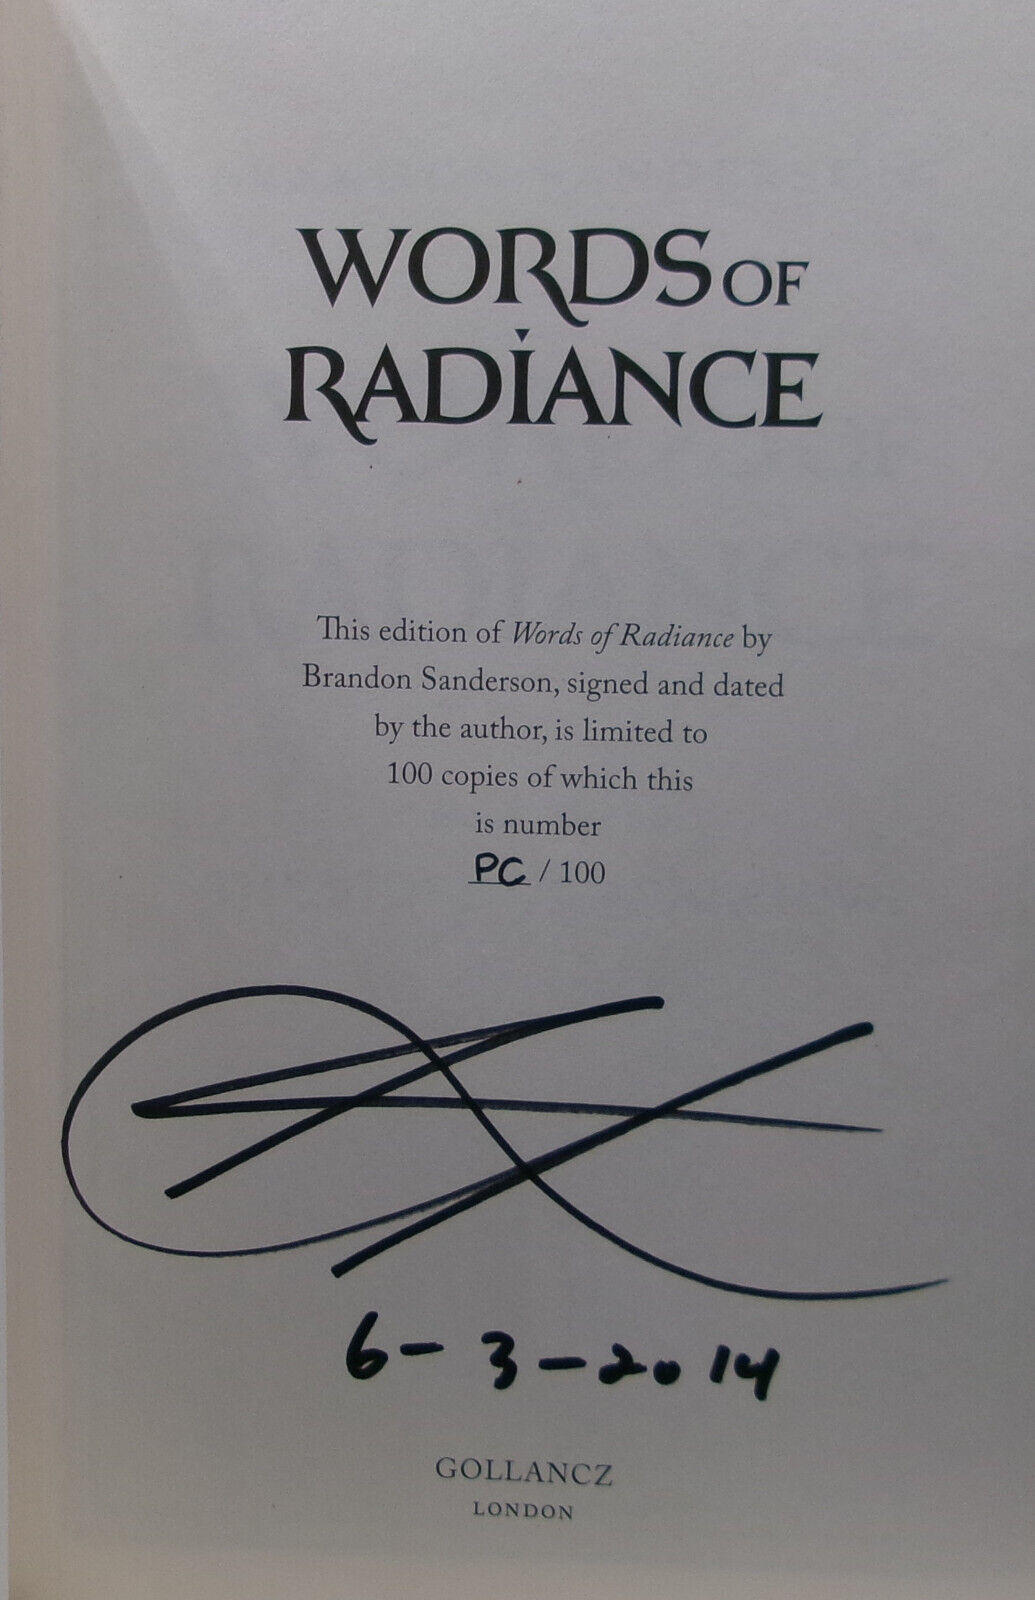 WORDS OF
RADIANCE
This edition of Words of Radiance by
Brandon Sanderson, signed and dated
by the author, is limited to
100 copies of which this
is number
PC / 100
6-3-2014
GOLLANCZ
LONDON